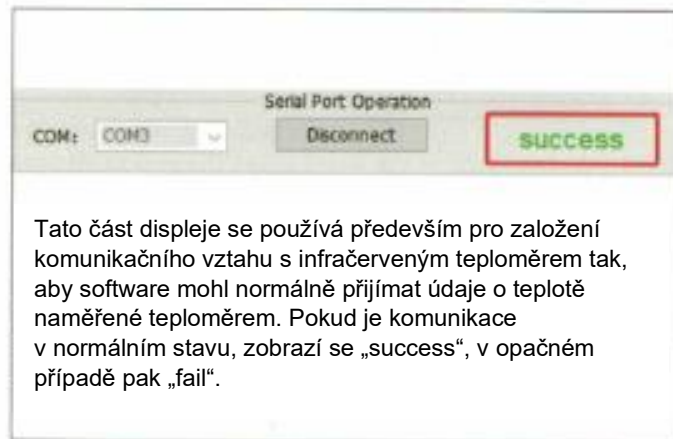 Serial Port Operation
COM: COM3 Disconnect success
Tato část displeje se používá především pro založení
komunikačního vztahu s infračerveným teploměrem tak,
aby software mohl normálně přijímat údaje o teplotě
naměřené teploměrem. Pokud je komunikace
v normálním stavu, zobrazí se „success“, v opačném
případě pak „fail“.